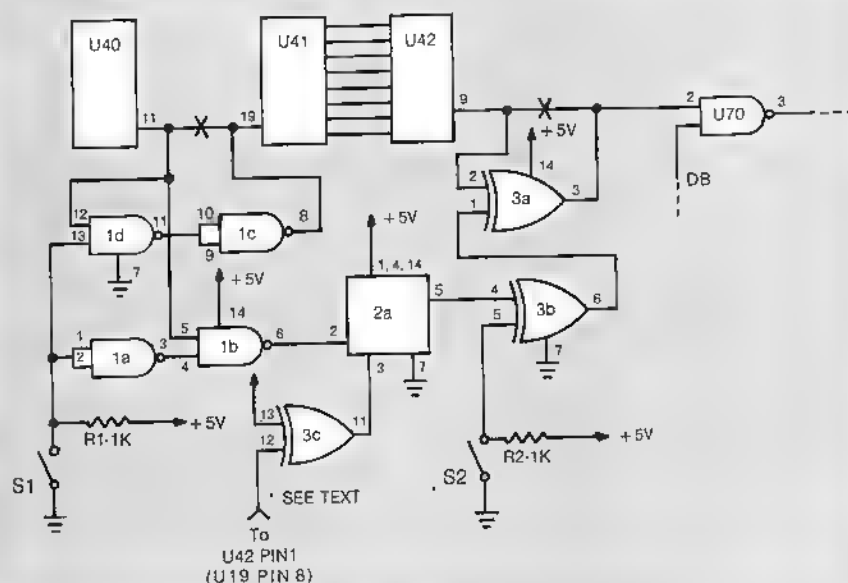 U40
U41
U42
11
19
9
2
U70
3
+5V
14
DB
2
1
3a
3
12
13
1d
11
10
9
1c
8
7
+5V
+5V
14
1, 4, 14
5
4
5
3b
6
2a
1
2
1a
3
5
4
1b
6
2
3
7
7
R1·1K
+5V
13
12
3c
11
S1
SEE TEXT
S2
R2·1K
+5V
To
U42 PIN1
(U19 PIN 8)